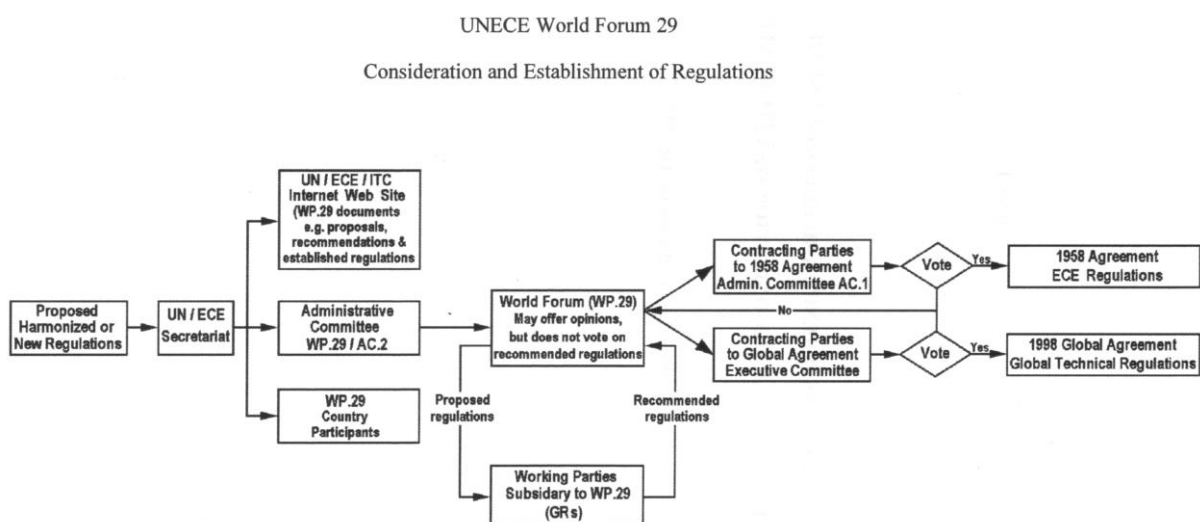 UNECE World Forum 29
Consideration and Establishment of Regulations
UN / ECE / ITC
Internet Web Site
(WP.29 documents
e.g. proposals,
recommendations &
established regulations
Proposed
Harmonized or
New Regulations
UN / ECE
Secretariat
Administrative
Committee
WP.29 / AC.2
WP.29
Country
Participants
World Forum (WP.29)
May offer opinions,
but does not vote on
recommended regulations
Proposed
regulations
Recommended
regulations
Working Parties
Subsidary to WP.29
(GRs)
Contracting Parties
to 1958 Agreement
Admin. Committee AC.1
Vote
Yes
1958 Agreement
ECE Regulations
No
Contracting Parties
to Global Agreement
Executive Committee
Vote
Yes
1998 Global Agreement
Global Technical Regulations